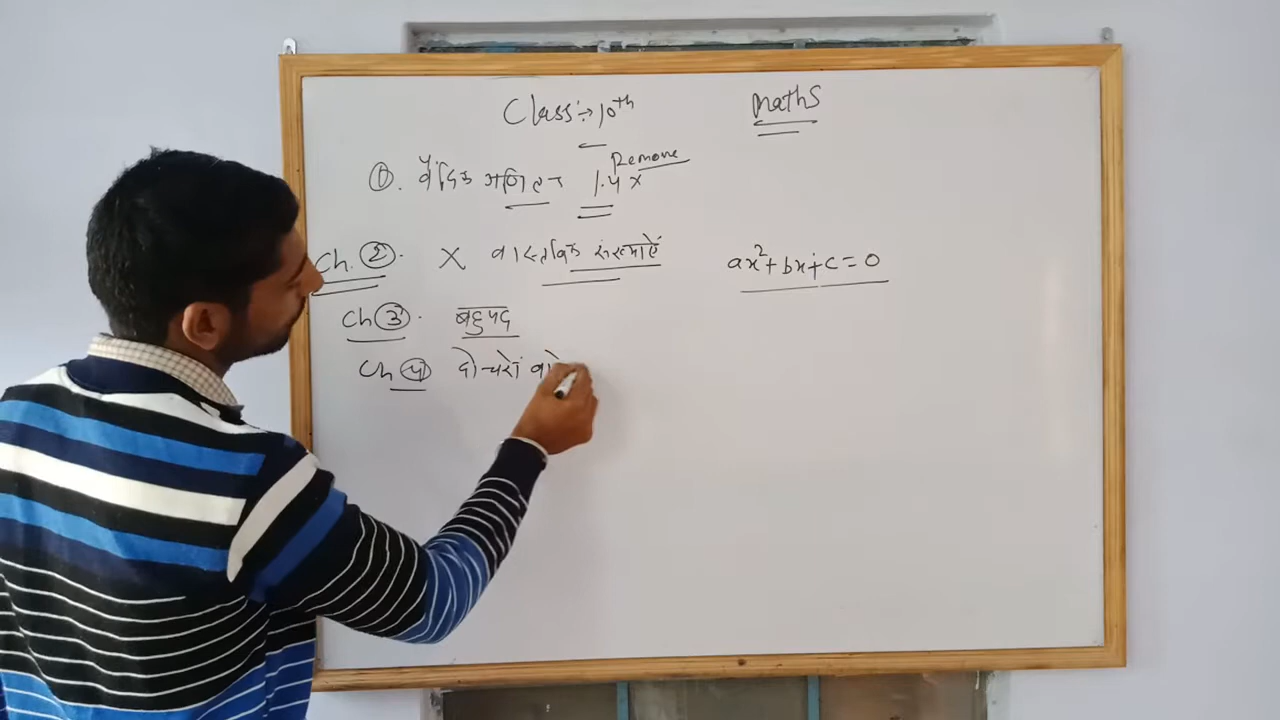 Class :→ 10th
Maths
①. वैदिक गणित 1.4 x
Remove
Ch. ②. X वास्तविक संख्याएं
ax²+bx+c=0
Ch ③. बहुपद
Ch ④ दो चरों वाले